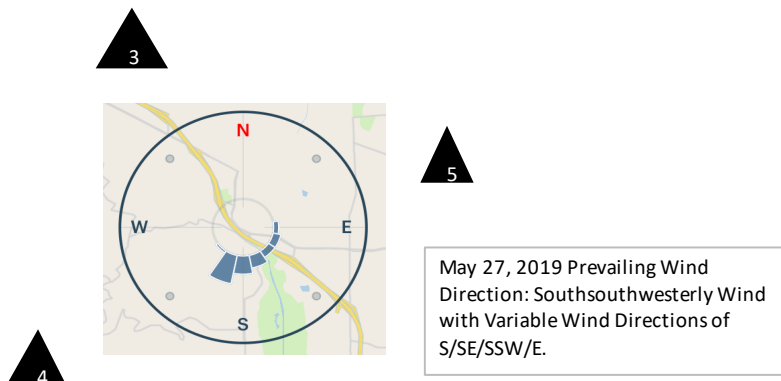 3
N
5
W
E
May 27, 2019 Prevailing Wind
Direction: Southsouthwesterly Wind
with Variable Wind Directions of
S/SE/SSW/E.
S
4